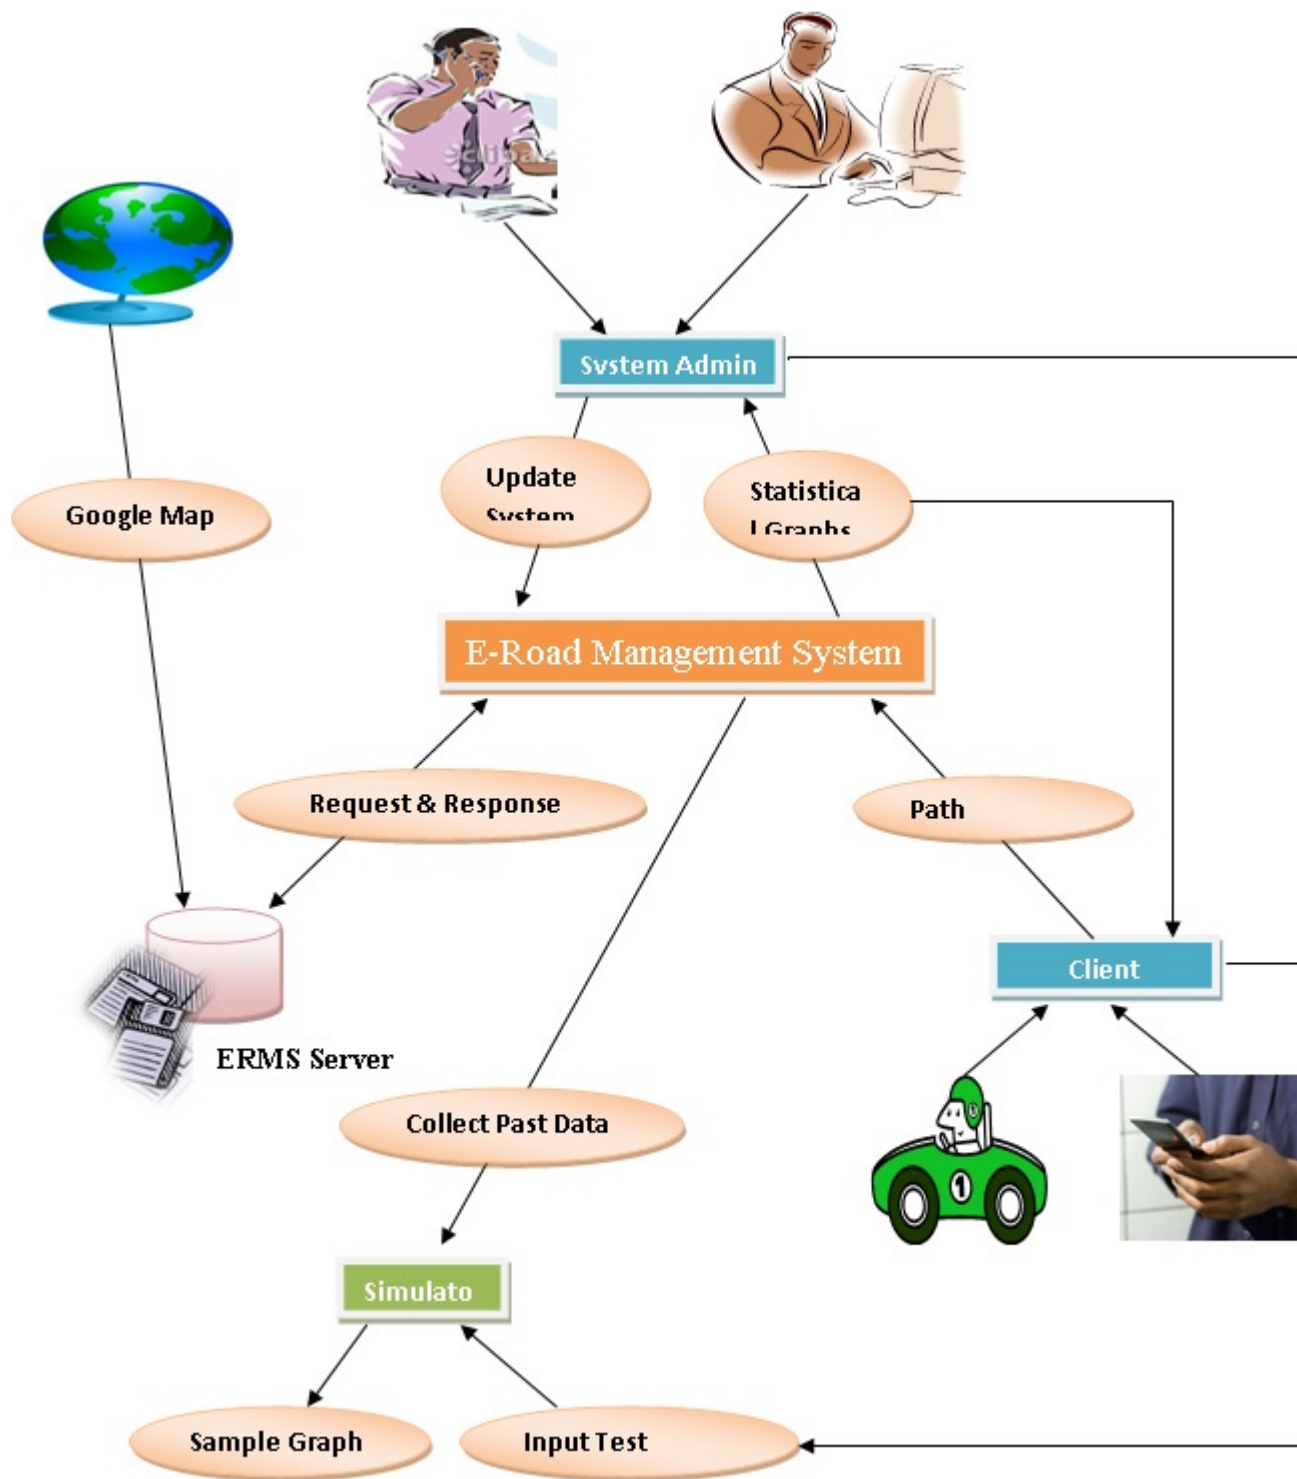 System Admin
Update
System
Statistica
l Graphs
Google Map
E-Road Management System
Request & Response
Path
Client
ERMS Server
Collect Past Data
1
Simulato
Sample Graph
Input Test